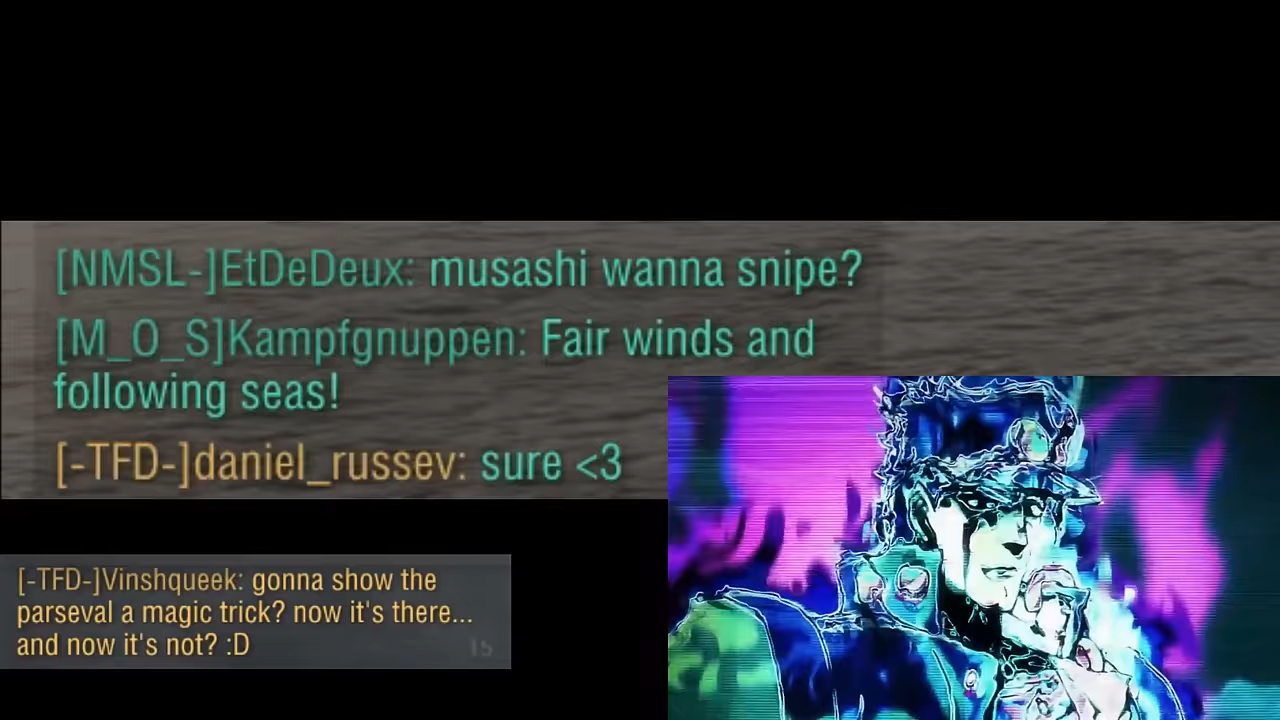 [NMSL-]EtDeDeux: musashi wanna snipe?
[M_O_S]Kampfgnuppen: Fair winds and
following seas!
[-TFD-]daniel_russev: sure <3
[-TFD-]Vinshqueek: gonna show the
parseval a magic trick? now it's there...
and now it's not? :D
15